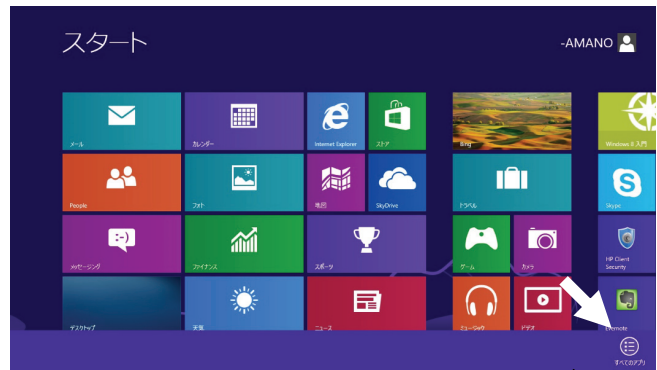 スタート
-AMANO
メール
カレンダー
Internet Explorer
ストア
Bing
Windows 8 入門
People
フォト
地図
SkyDrive
トラベル
Skype
メッセージング
ファイナンス
スポーツ
ゲーム
カメラ
HP Client
Security
デスクトップ
天気
ニュース
ミュージック
ビデオ
Evernote
すべてのアプリ